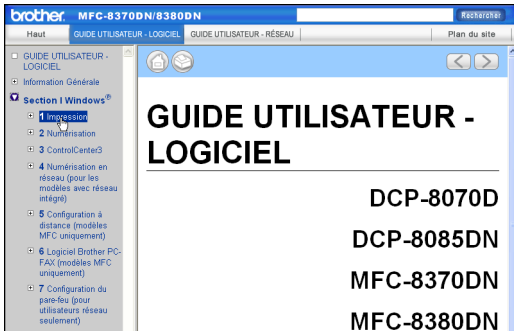 brother. MFC-8370DN/8380DN
Rechercher
Haut GUIDE UTILISATEUR - LOGICIEL GUIDE UTILISATEUR - RÉSEAU Plan du site
GUIDE UTILISATEUR -
LOGICIEL
Information Générale
Section I Windows®
1 Impression
2 Numérisation
3 ControlCenter3
4 Numérisation en
réseau (pour les
modèles avec réseau
intégré)
5 Configuration à
distance (modèles
MFC uniquement)
6 Logiciel Brother PC-
FAX (modèles MFC
uniquement)
7 Configuration du
pare-feu (pour
utilisateurs réseau
seulement)
GUIDE UTILISATEUR -
LOGICIEL
DCP-8070D
DCP-8085DN
MFC-8370DN
MFC-8380DN